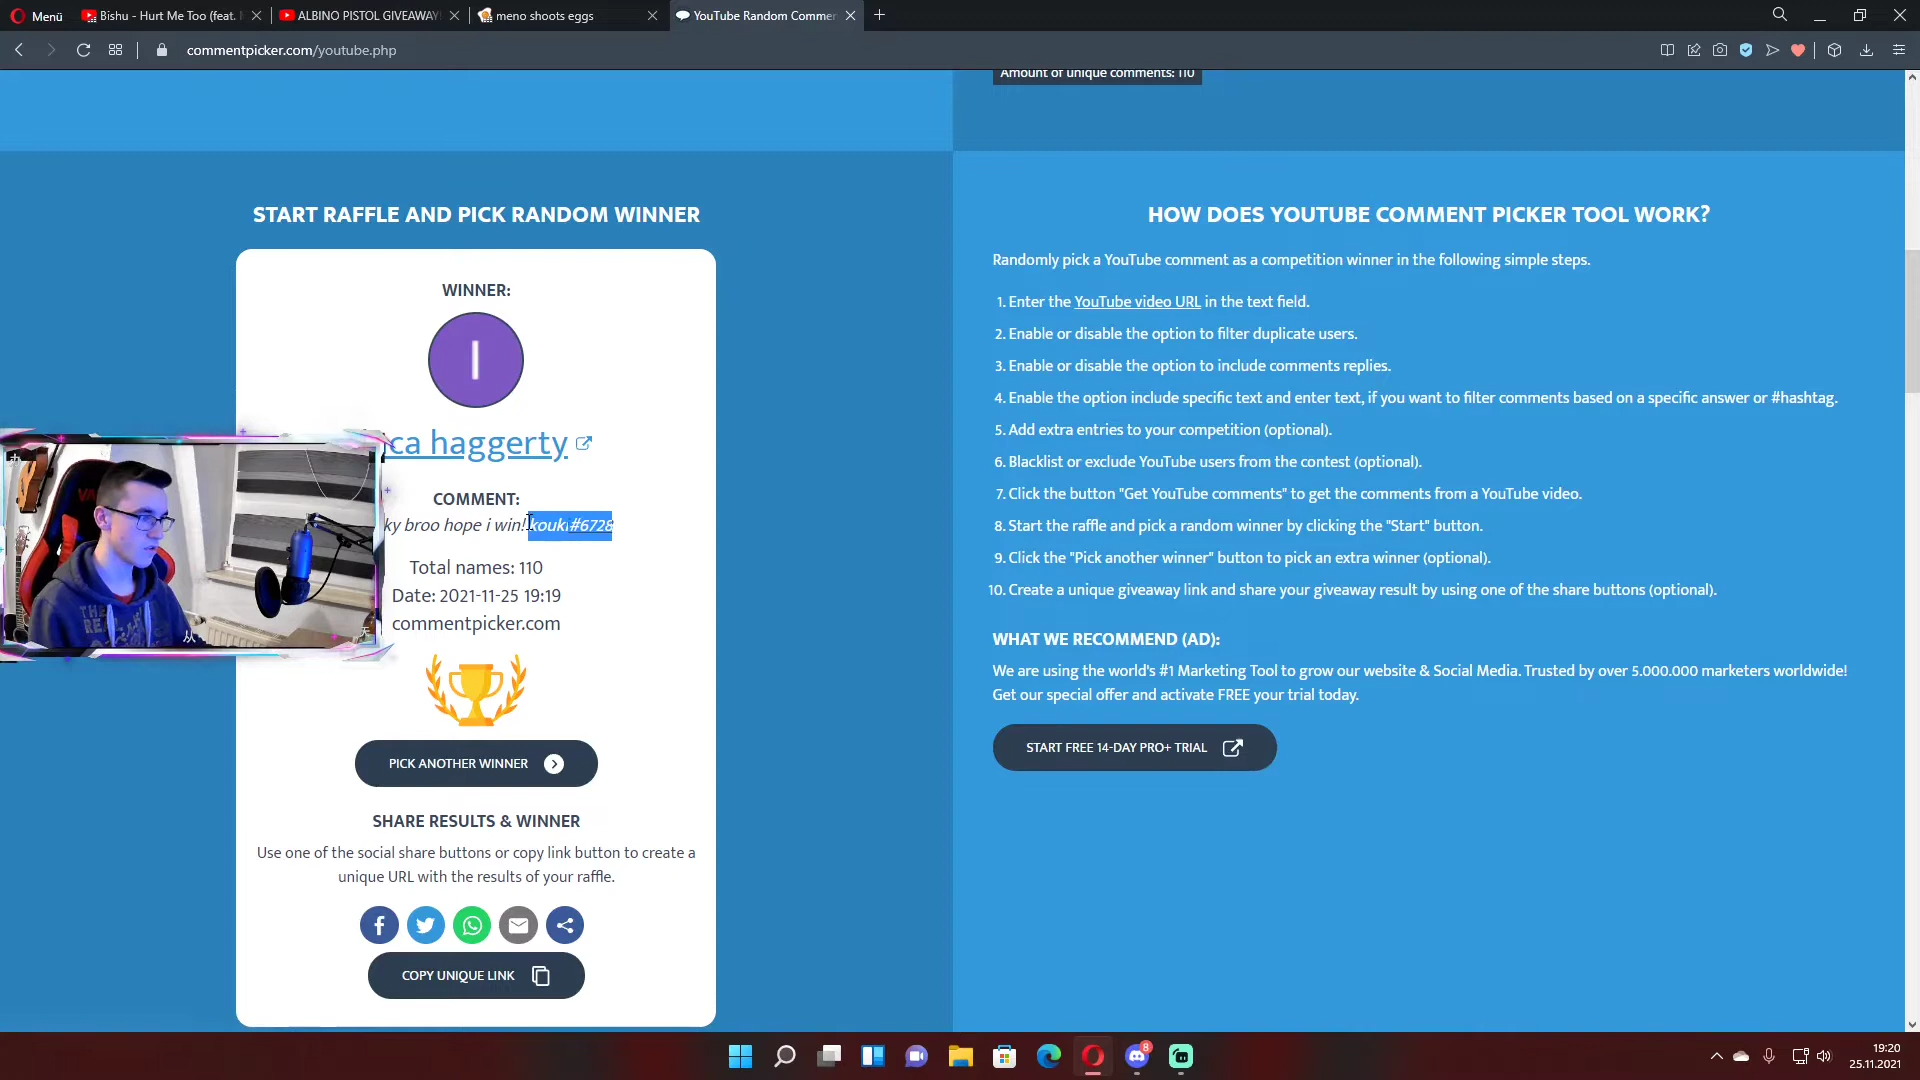 Menü
Bishu - Hurt Me Too (feat.
ALBINO PISTOL GIVEAWAY
meno shoots eggs
YouTube Random Commen
commentpicker.com/youtube.php
Amount of unique comments: 110
START RAFFLE AND PICK RANDOM WINNER
WINNER:
I
ca haggerty
COMMENT:
ky broo hope i win! kouki#6728
Total names: 110
Date: 2021-11-25 19:19
commentpicker.com
PICK ANOTHER WINNER
SHARE RESULTS & WINNER
Use one of the social share buttons or copy link button to create a
unique URL with the results of your raffle.
COPY UNIQUE LINK
HOW DOES YOUTUBE COMMENT PICKER TOOL WORK?
Randomly pick a YouTube comment as a competition winner in the following simple steps.
1. Enter the YouTube video URL in the text field.
2. Enable or disable the option to filter duplicate users.
3. Enable or disable the option to include comments replies.
4. Enable the option include specific text and enter text, if you want to filter comments based on a specific answer or #hashtag.
5. Add extra entries to your competition (optional).
6. Blacklist or exclude YouTube users from the contest (optional).
7. Click the button "Get YouTube comments" to get the comments from a YouTube video.
8. Start the raffle and pick a random winner by clicking the "Start" button.
9. Click the "Pick another winner" button to pick an extra winner (optional).
10. Create a unique giveaway link and share your giveaway result by using one of the share buttons (optional).
WHAT WE RECOMMEND (AD):
We are using the world's #1 Marketing Tool to grow our website & Social Media. Trusted by over 5.000.000 marketers worldwide!
Get our special offer and activate FREE your trial today.
START FREE 14-DAY PRO+ TRIAL
8
19:20
25.11.2021